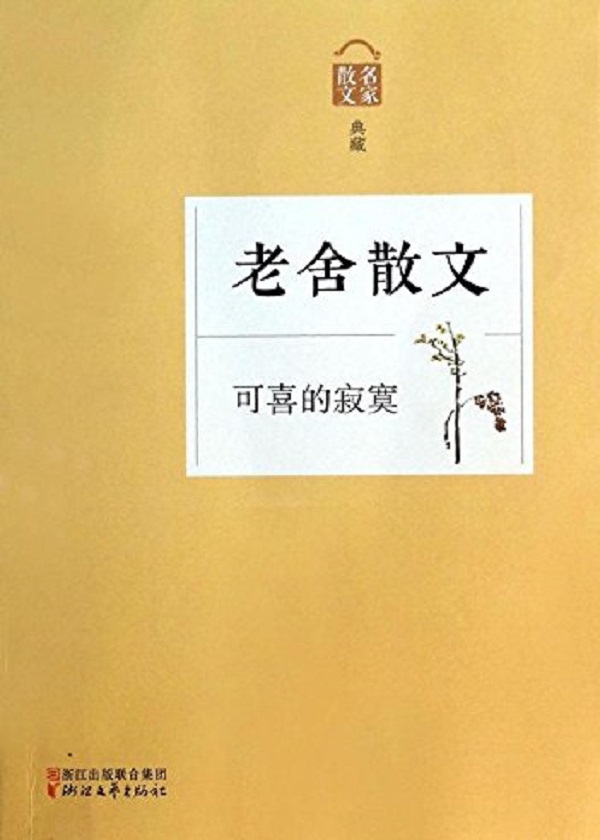 名家
散文
典藏
老舍散文
可喜的寂寞
浙江出版联合集团
浙江文艺出版社